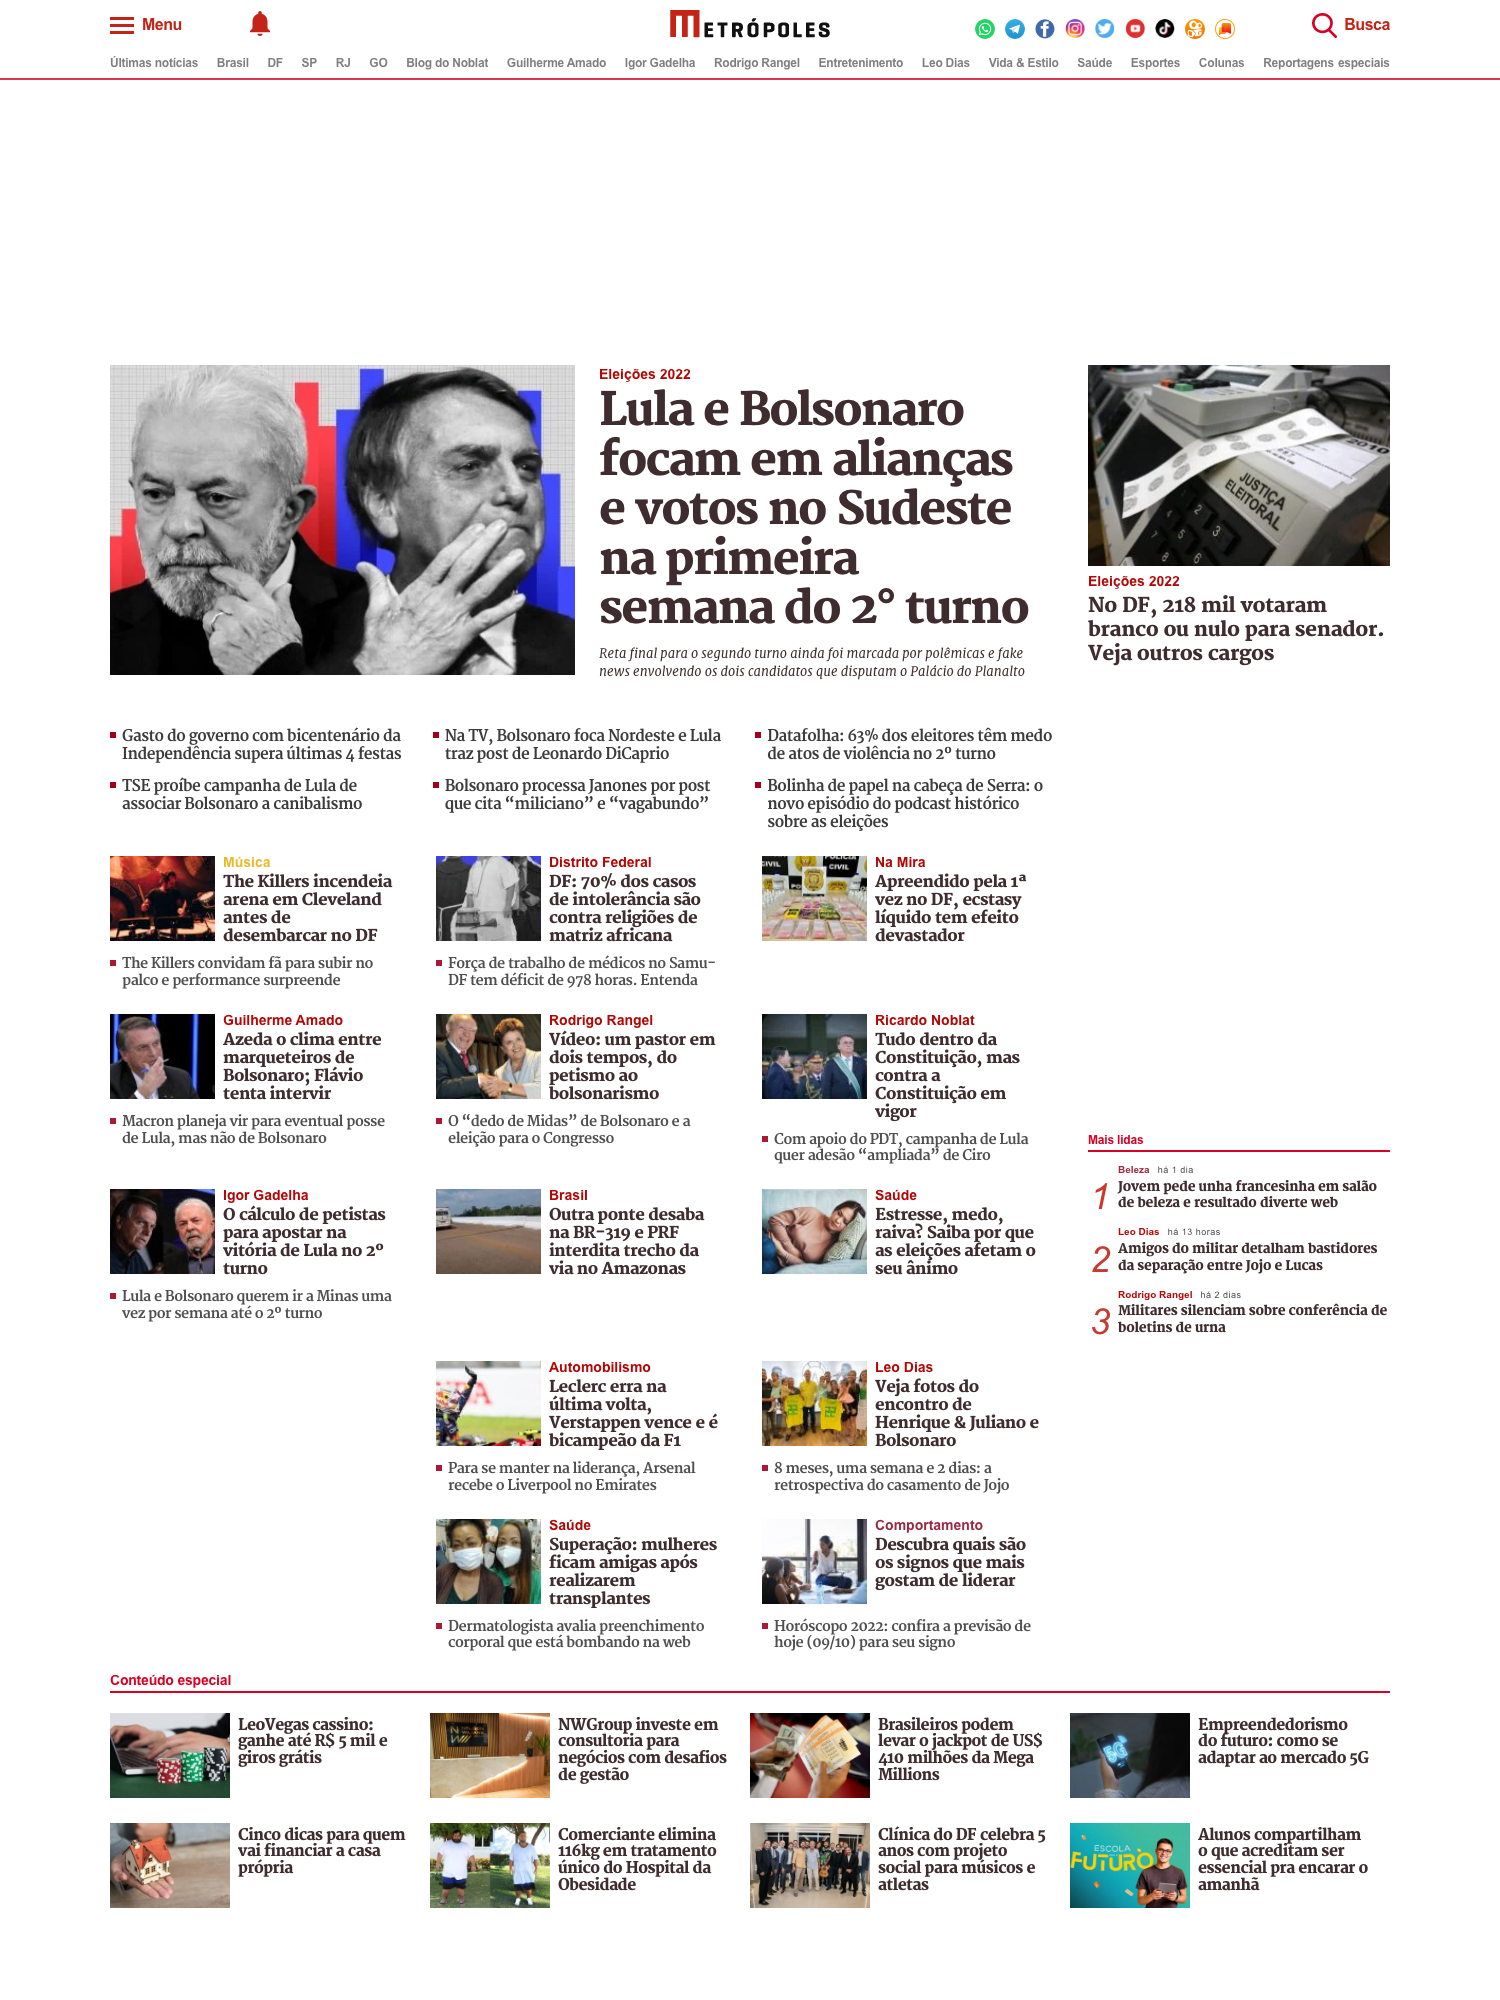 Menu
METRÓPOLES
Busca
Últimas notícias Brasil DF SP RJ GO Blog do Noblat Guilherme Amado Igor Gadelha Rodrigo Rangel Entretenimento Leo Dias Vida & Estilo Saúde Esportes Colunas Reportagens especiais
Eleições 2022
Lula e Bolsonaro
focam em alianças
e votos no Sudeste
na primeira
semana do 2° turno
Reta final para o segundo turno ainda foi marcada por polêmicas e fake
news envolvendo os dois candidatos que disputam o Palácio do Planalto
JUSTIÇA
ELEITORAL
Eleições 2022
No DF, 218 mil votaram
branco ou nulo para senador.
Veja outros cargos
Gasto do governo com bicentenário da
Independência supera últimas 4 festas
TSE proíbe campanha de Lula de
associar Bolsonaro a canibalismo
Na TV, Bolsonaro foca Nordeste e Lula
traz post de Leonardo DiCaprio
Bolsonaro processa Janones por post
que cita “miliciano” e “vagabundo”
Datafolha: 63% dos eleitores têm medo
de atos de violência no 2º turno
Bolinha de papel na cabeça de Serra: o
novo episódio do podcast histórico
sobre as eleições
Música
The Killers incendeia
arena em Cleveland
antes de
desembarcar no DF
The Killers convidam fã para subir no
palco e performance surpreende
Distrito Federal
DF: 70% dos casos
de intolerância são
contra religiões de
matriz africana
Força de trabalho de médicos no Samu-
DF tem déficit de 978 horas. Entenda
Na Mira
Apreendido pela 1ª
vez no DF, ecstasy
líquido tem efeito
devastador
Guilherme Amado
Azeda o clima entre
marqueteiros de
Bolsonaro; Flávio
tenta intervir
Macron planeja vir para eventual posse
de Lula, mas não de Bolsonaro
Rodrigo Rangel
Vídeo: um pastor em
dois tempos, do
petismo ao
bolsonarismo
O “dedo de Midas” de Bolsonaro e a
eleição para o Congresso
Ricardo Noblat
Tudo dentro da
Constituição, mas
contra a
Constituição em
vigor
Com apoio do PDT, campanha de Lula
quer adesão “ampliada” de Ciro
Mais lidas
Beleza há 1 dia
1
Jovem pede unha francesinha em salão
de beleza e resultado diverte web
Leo Dias há 13 horas
2
Amigos do militar detalham bastidores
da separação entre Jojo e Lucas
Rodrigo Rangel há 2 dias
3
Militares silenciam sobre conferência de
boletins de urna
Igor Gadelha
O cálculo de petistas
para apostar na
vitória de Lula no 2º
turno
Lula e Bolsonaro querem ir a Minas uma
vez por semana até o 2º turno
Brasil
Outra ponte desaba
na BR-319 e PRF
interdita trecho da
via no Amazonas
Saúde
Estresse, medo,
raiva? Saiba por que
as eleições afetam o
seu ânimo
Automobilismo
Leclerc erra na
última volta,
Verstappen vence e é
bicampeão da F1
Para se manter na liderança, Arsenal
recebe o Liverpool no Emirates
Leo Dias
Veja fotos do
encontro de
Henrique & Juliano e
Bolsonaro
8 meses, uma semana e 2 dias: a
retrospectiva do casamento de Jojo
Saúde
Superação: mulheres
ficam amigas após
realizarem
transplantes
Dermatologista avalia preenchimento
corporal que está bombando na web
Comportamento
Descubra quais são
os signos que mais
gostam de liderar
Horóscopo 2022: confira a previsão de
hoje (09/10) para seu signo
Conteúdo especial
LeoVegas cassino:
ganhe até R$ 5 mil e
giros grátis
NWGroup investe em
consultoria para
negócios com desafios
de gestão
Brasileiros podem
levar o jackpot de US$
410 milhões da Mega
Millions
5G
Empreendedorismo
do futuro: como se
adaptar ao mercado 5G
Cinco dicas para quem
vai financiar a casa
própria
Comerciante elimina
116kg em tratamento
único do Hospital da
Obesidade
Clínica do DF celebra 5
anos com projeto
social para músicos e
atletas
ESCOLA
FUTURO
Alunos compartilham
o que acreditam ser
essencial pra encarar o
amanhã